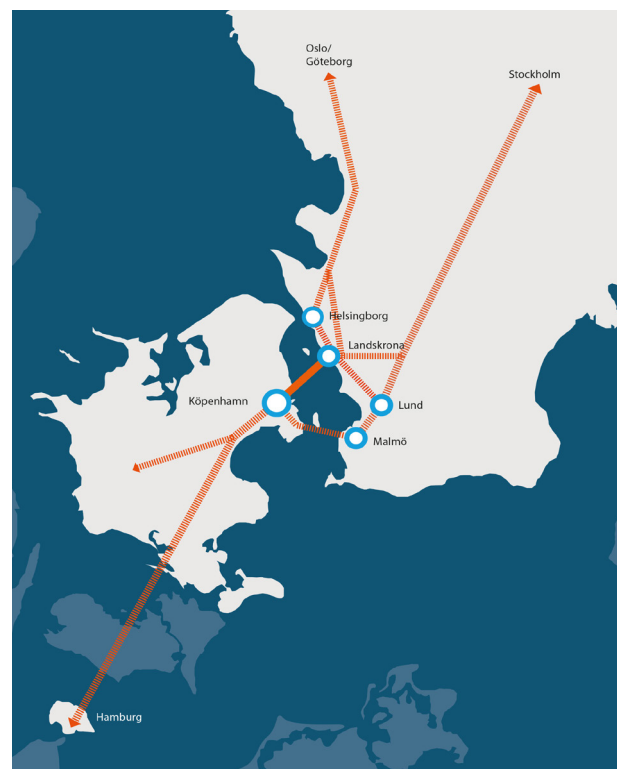 Oslo/
Göteborg
Stockholm
Helsingborg
Landskrona
Köpenhamn
Lund
Malmö
Hamburg